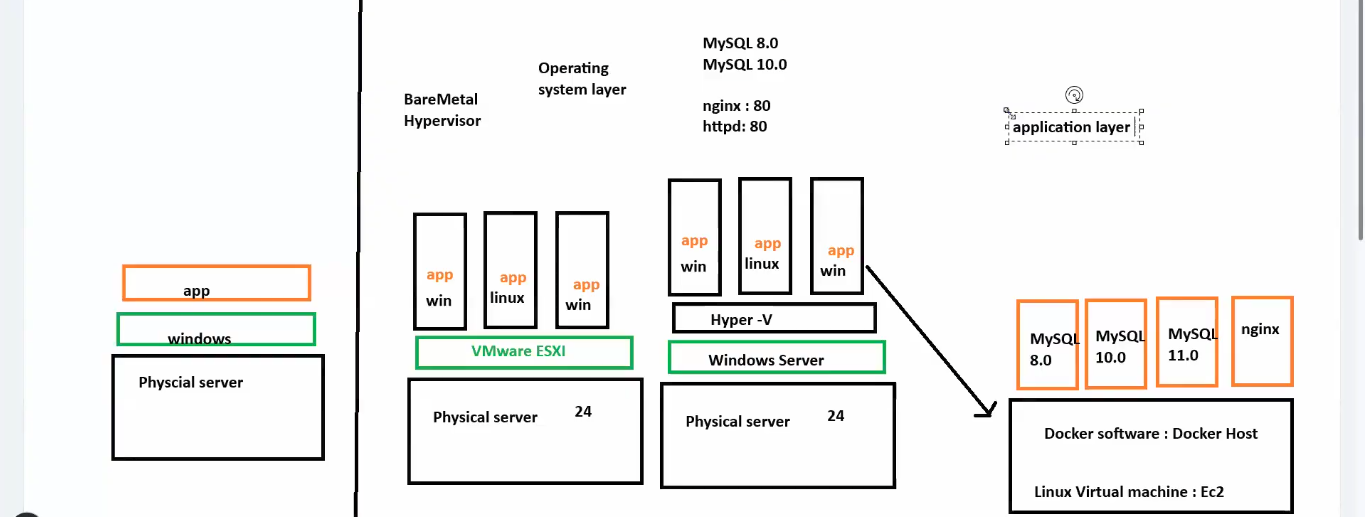 MySQL 8.0
MySQL 10.0
Operating
system layer
BareMetal
Hypervisor
nginx : 80
httpd: 80
application layer
app
windows
Physcial server
app
win
app
linux
app
win
VMware ESXI
Physical server
24
app
win
app
linux
app
win
Hyper -V
Windows Server
Physical server
24
MySQL
8.0
MySQL
10.0
MySQL
11.0
nginx
Docker software : Docker Host
Linux Virtual machine : Ec2